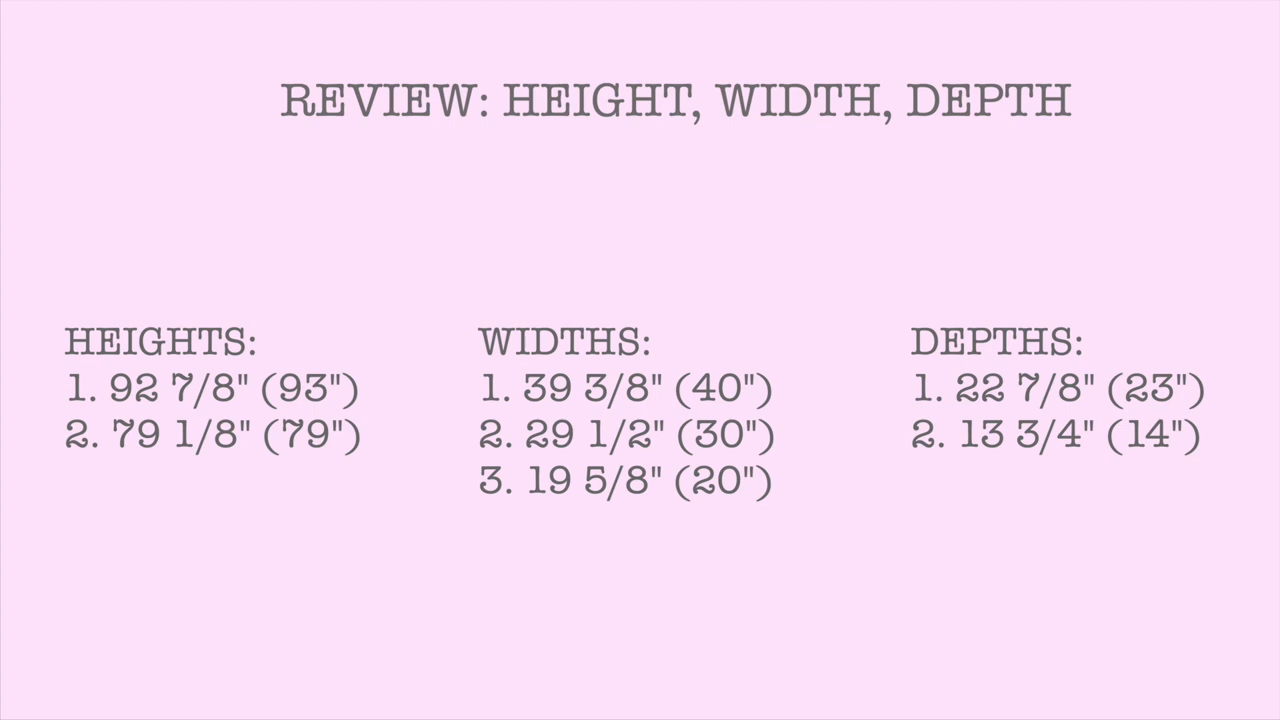 REVIEW: HEIGHT, WIDTH, DEPTH
HEIGHTS:
1. 92 7/8" (93")
2. 79 1/8" (79")
WIDTHS:
1. 39 3/8" (40")
2. 29 1/2" (30")
3. 19 5/8" (20")
DEPTHS:
1. 22 7/8" (23")
2. 13 3/4" (14")